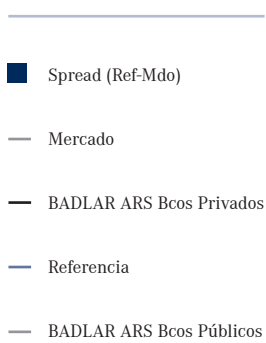 Spread (Ref-Mdo)
Mercado
BADLAR ARS Bcos Privados
Referencia
BADLAR ARS Bcos Públicos